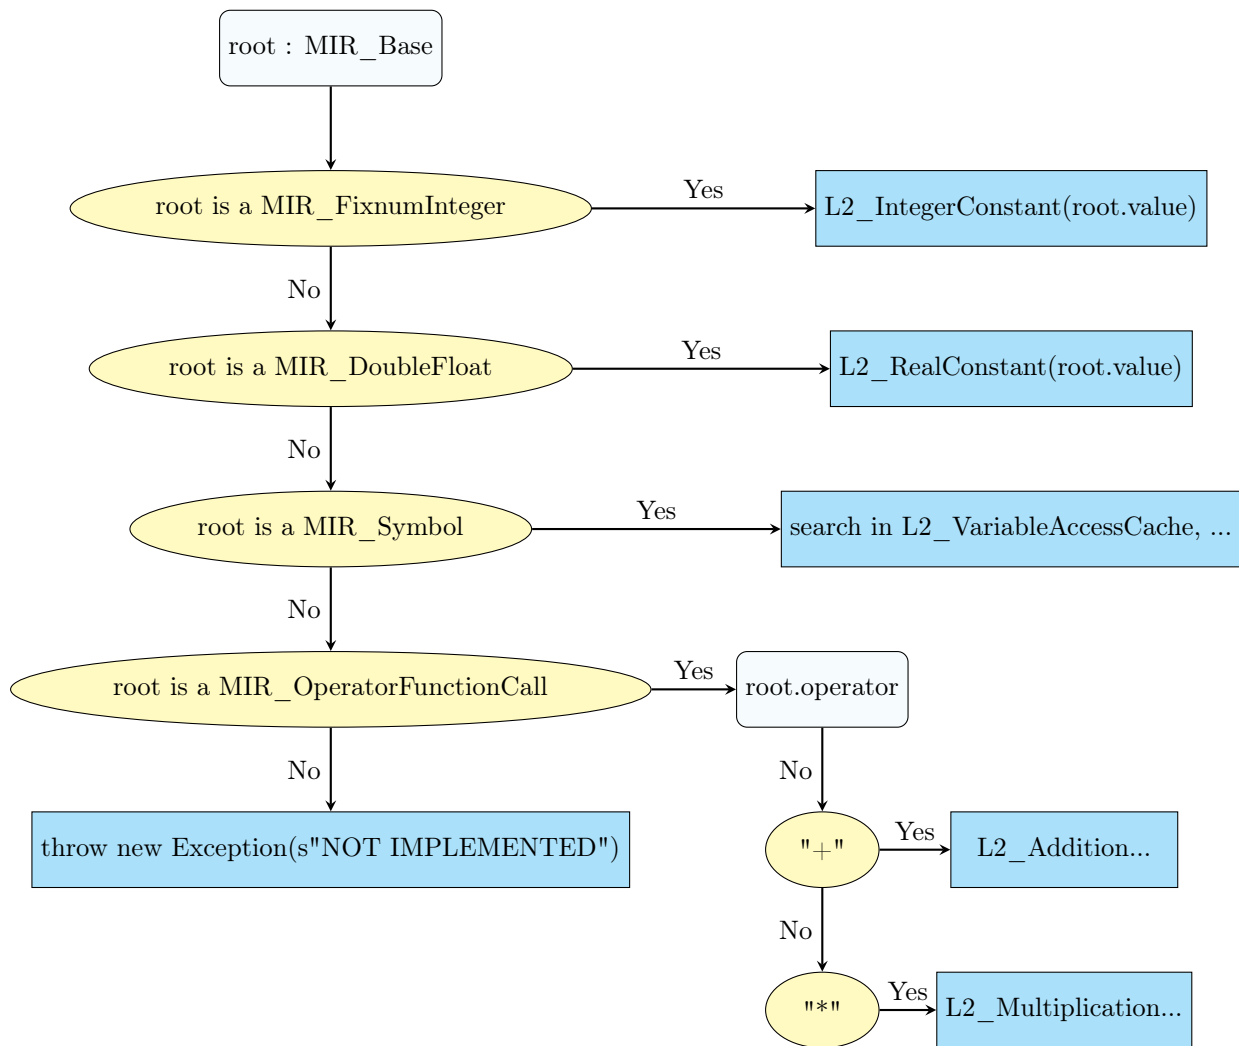 root : MIR_Base
root is a MIR_FixnumInteger
Yes
L2_IntegerConstant(root.value)
No
root is a MIR_DoubleFloat
Yes
L2_RealConstant(root.value)
No
root is a MIR_Symbol
Yes
search in L2_VariableAccessCache, ...
No
root is a MIR_OperatorFunctionCall
Yes
root.operator
No
No
throw new Exception(s"NOT IMPLEMENTED")
"+"
Yes
L2_Addition...
No
"*"
Yes
L2_Multiplication...